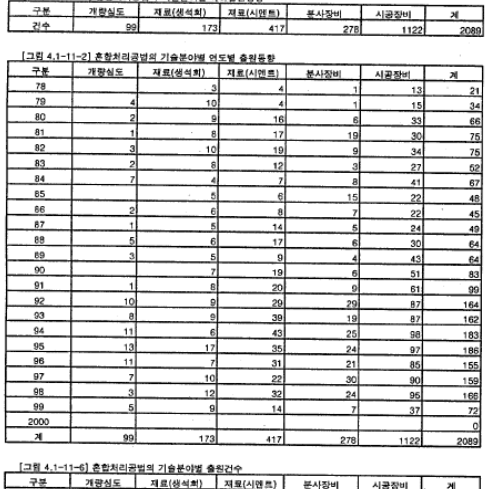 구분 개량심도 재료(생석회) 재료(시멘트) 분사장비 시공장비 계
건수 99 173 417 278 1122 2089
[그림 4.1-11-2] 혼합처리공법의 기술분야별 연도별 출원동향
구분 개량심도 재료(생석회) 재료(시멘트) 분사장비 시공장비 계
78 3 4 1 13 21
79 4 10 4 1 15 34
80 2 9 16 6 33 66
81 1 8 17 19 30 75
82 3 10 19 9 34 75
83 2 8 12 3 27 52
84 7 4 7 8 41 67
85 5 6 15 22 48
86 2 6 8 7 22 45
87 1 5 14 5 24 49
88 5 6 17 6 30 64
89 3 5 9 4 43 64
90 7 19 6 51 83
91 1 8 20 9 61 99
92 10 9 29 29 87 164
93 8 9 39 19 87 162
94 11 6 43 25 98 183
95 13 17 35 24 97 186
96 11 7 31 21 85 155
97 7 10 22 30 90 159
98 3 12 32 24 95 166
99 5 9 14 7 37 72
2000 0
계 99 173 417 278 1122 2089
[그림 4.1-11-6] 혼합처리공법의 기술분야별 출원건수
구분 개량심도 재료(생석회) 재료(시멘트) 분사장비 시공장비 계